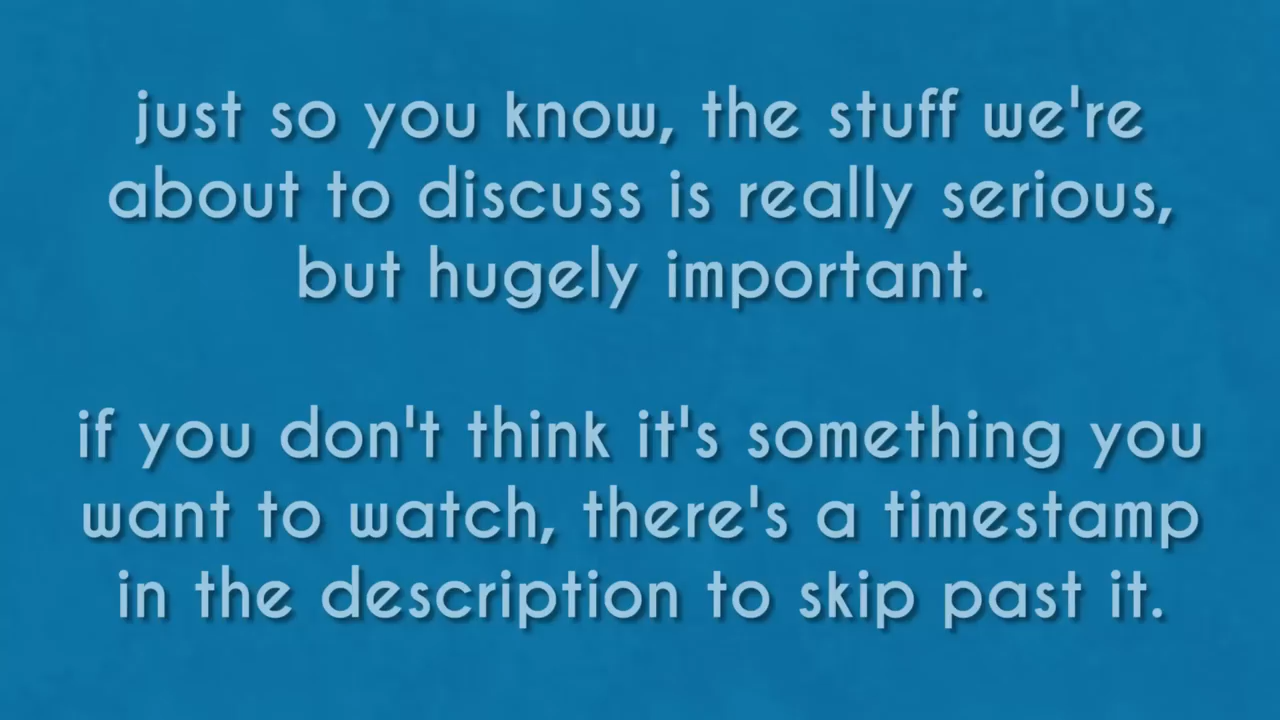 just so you know, the stuff we're
about to discuss is really serious,
but hugely important.
if you don't think it's something you
want to watch, there's a timestamp
in the description to skip past it.